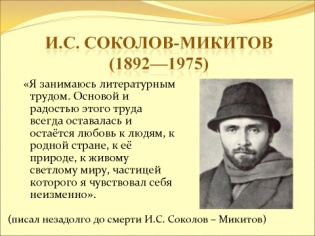 И.С. СОКОЛОВ-МИКИТОВ
(1892—1975)
«Я занимаюсь литературным
трудом. Основой и
радостью этого труда
всегда оставалась и
остаётся любовь к людям, к
родной стране, к её
природе, к живому
светлому миру, частицей
которого я чувствовал себя
неизменно».
(писал незадолго до смерти И.С. Соколов – Микитов)